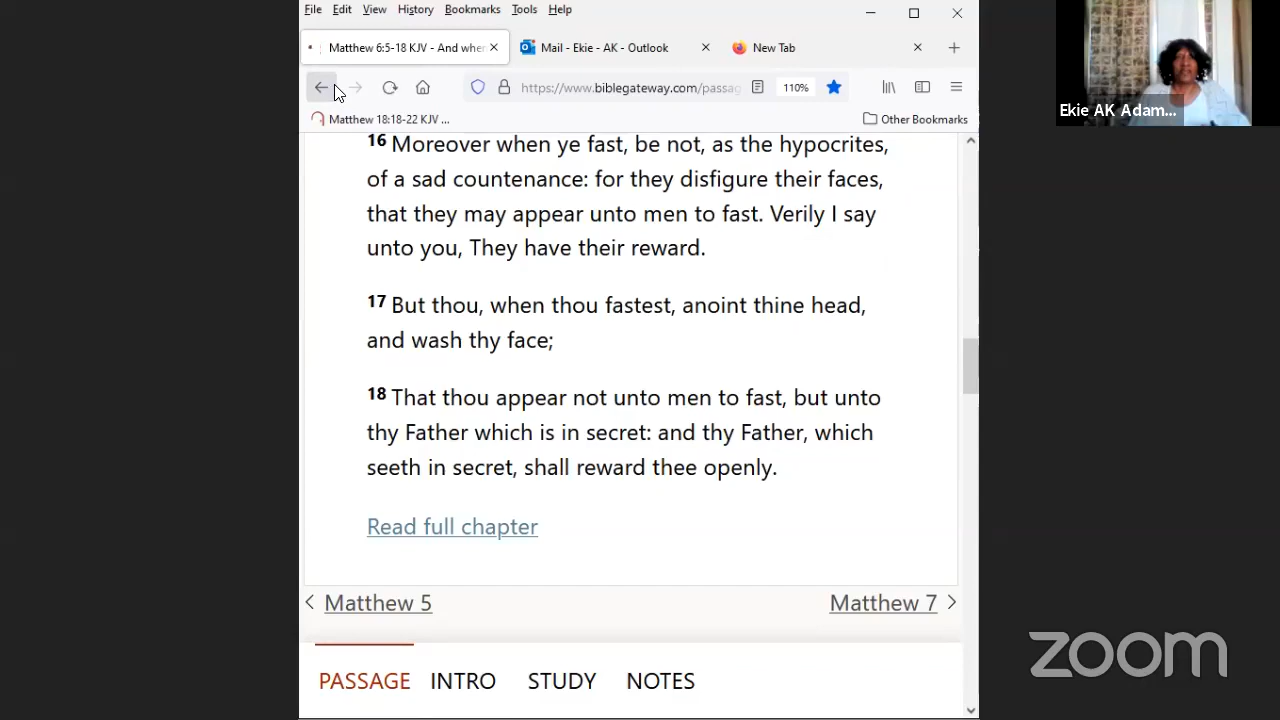 File Edit View History Bookmarks Tools Help
Matthew 6:5-18 KJV - And wher
Mail - Ekie - AK - Outlook
New Tab
https://www.biblegateway.com/passag
110%
Matthew 18:18-22 KJV ...
Other Bookmarks
16 Moreover when ye fast, be not, as the hypocrites,
of a sad countenance: for they disfigure their faces,
that they may appear unto men to fast. Verily I say
unto you, They have their reward.
17 But thou, when thou fastest, anoint thine head,
and wash thy face;
18 That thou appear not unto men to fast, but unto
thy Father which is in secret: and thy Father, which
seeth in secret, shall reward thee openly.
Read full chapter
Matthew 5
Matthew 7
PASSAGE INTRO STUDY NOTES
Ekie AK Adam...
zoom